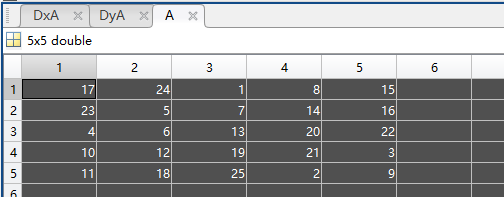 DxA DyA A
5x5 double
1 2 3 4 5 6
1 17 24 1 8 15
2 23 5 7 14 16
3 4 6 13 20 22
4 10 12 19 21 3
5 11 18 25 2 9
6